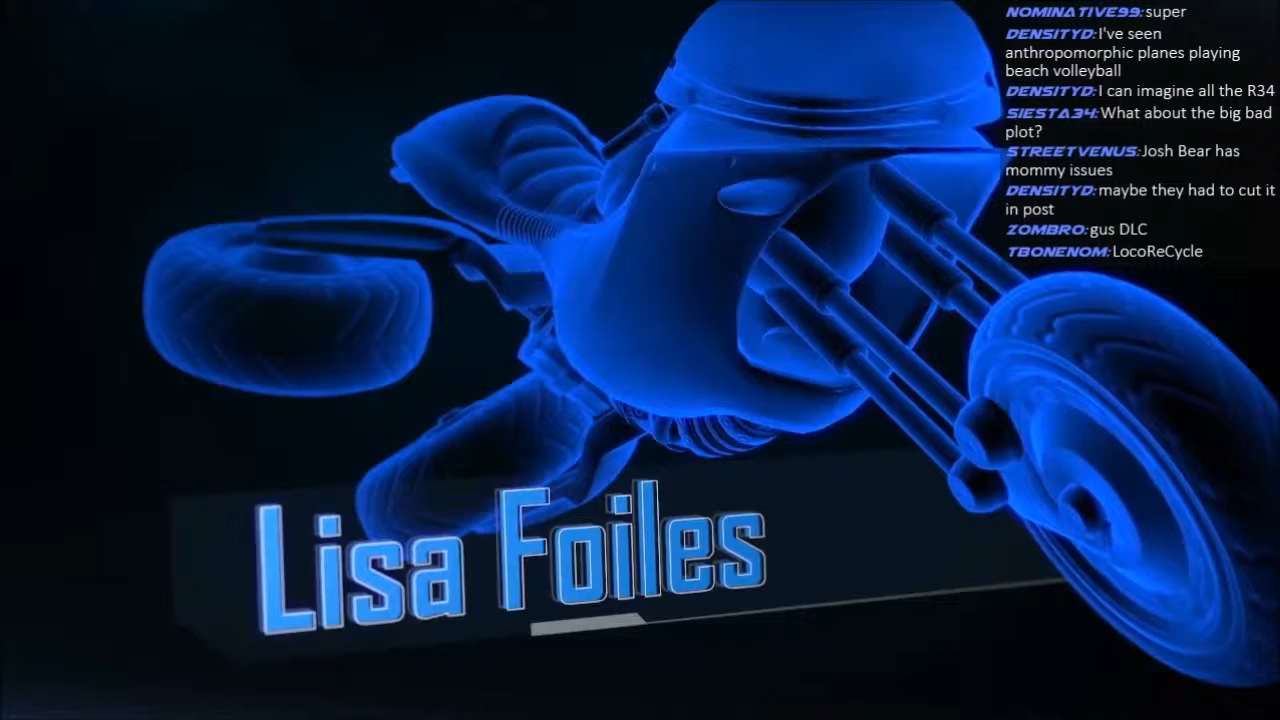 NOMINATIVE99:super
DENSITYD:I've seen
anthropomorphic planes playing
beach volleyball
DENSITYD:I can imagine all the R34
SIESTA34:What about the big bad
plot?
STREETVENUS:Josh Bear has
mommy issues
DENSITYD:maybe they had to cut it
in post
ZOMBRO:gus DLC
TBONENOM:LocoReCycle
Lisa Foiles